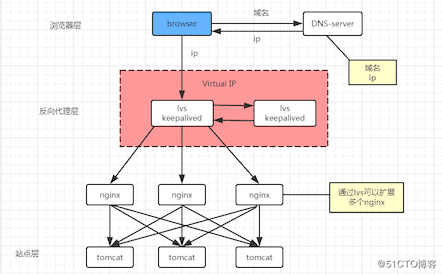 浏览器层
browser
域名
ip
DNS-server
ip
域名
ip
Virtual IP
反向代理层
lvs
keepalived
lvs
keepalived
nginx
nginx
nginx
通过lvs可以扩展
多个nginx
站点层
tomcat
tomcat
tomcat
@51CTO博客